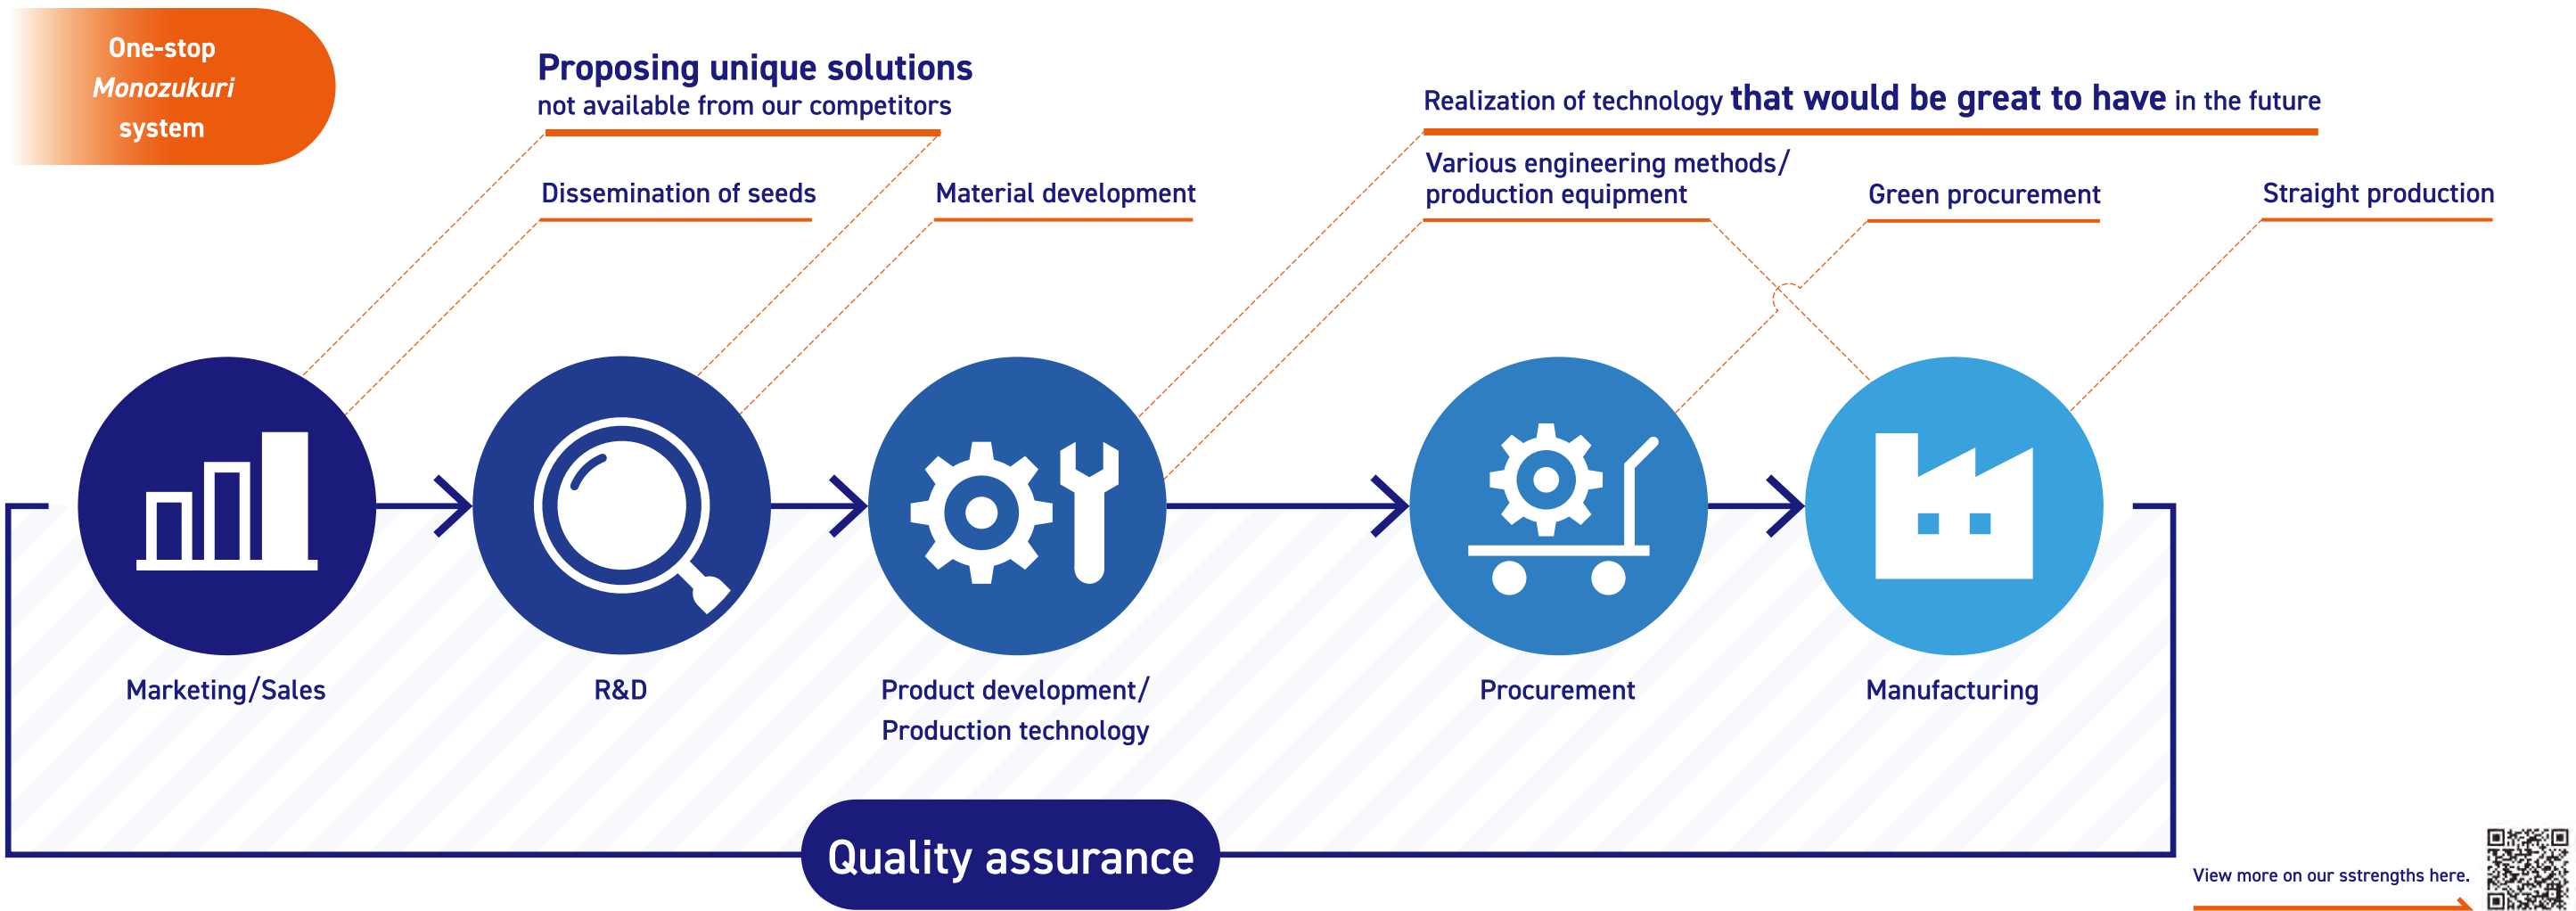 One-stop
Monozukuri
system
Proposing unique solutions
not available from our competitors
Realization of technology that would be great to have in the future
Dissemination of seeds
Material development
Various engineering methods/
production equipment
Green procurement
Straight production
Marketing/Sales
R&D
Product development/
Production technology
Procurement
Manufacturing
Quality assurance
View more on our sstrengths here.